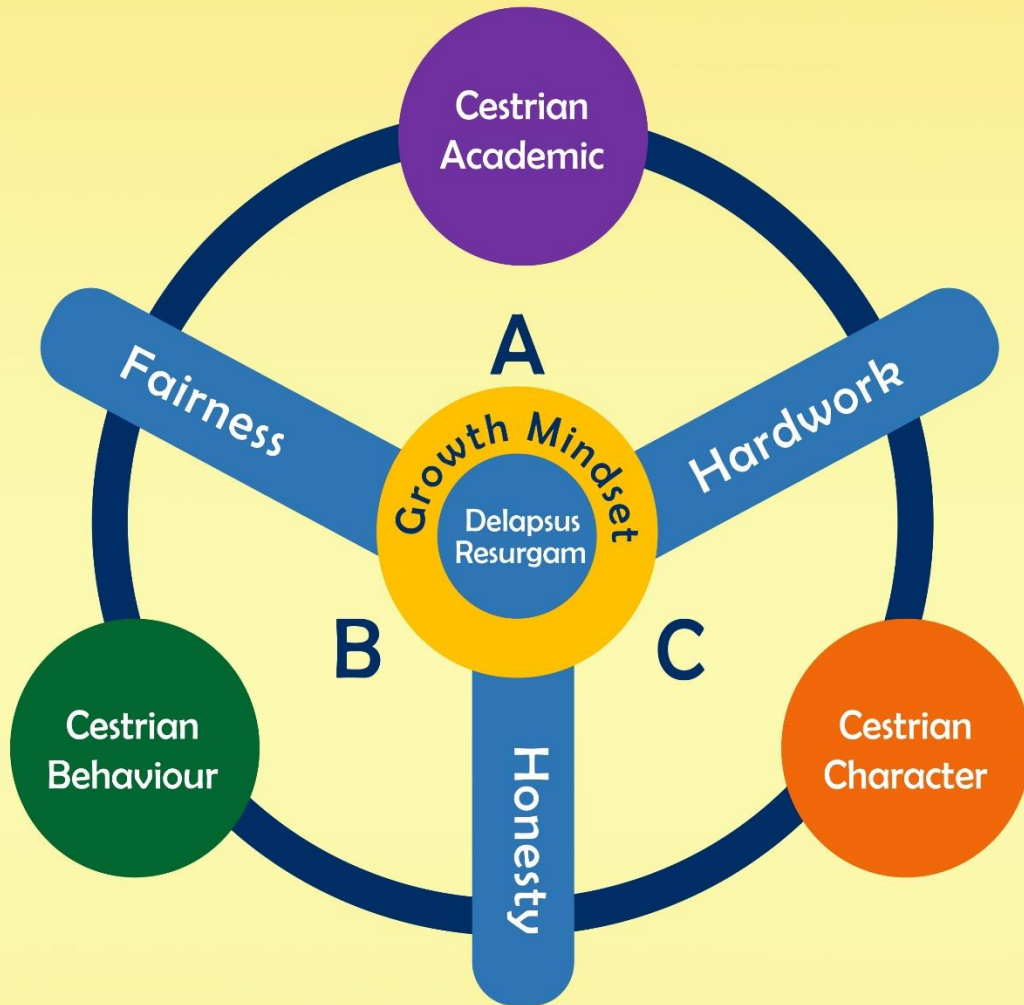 Cestrian
Academic
A
Fairness
Hardwork
Growth Mindset
Delapsus
Resurgam
B
C
Cestrian
Behaviour
Honesty
Cestrian
Character